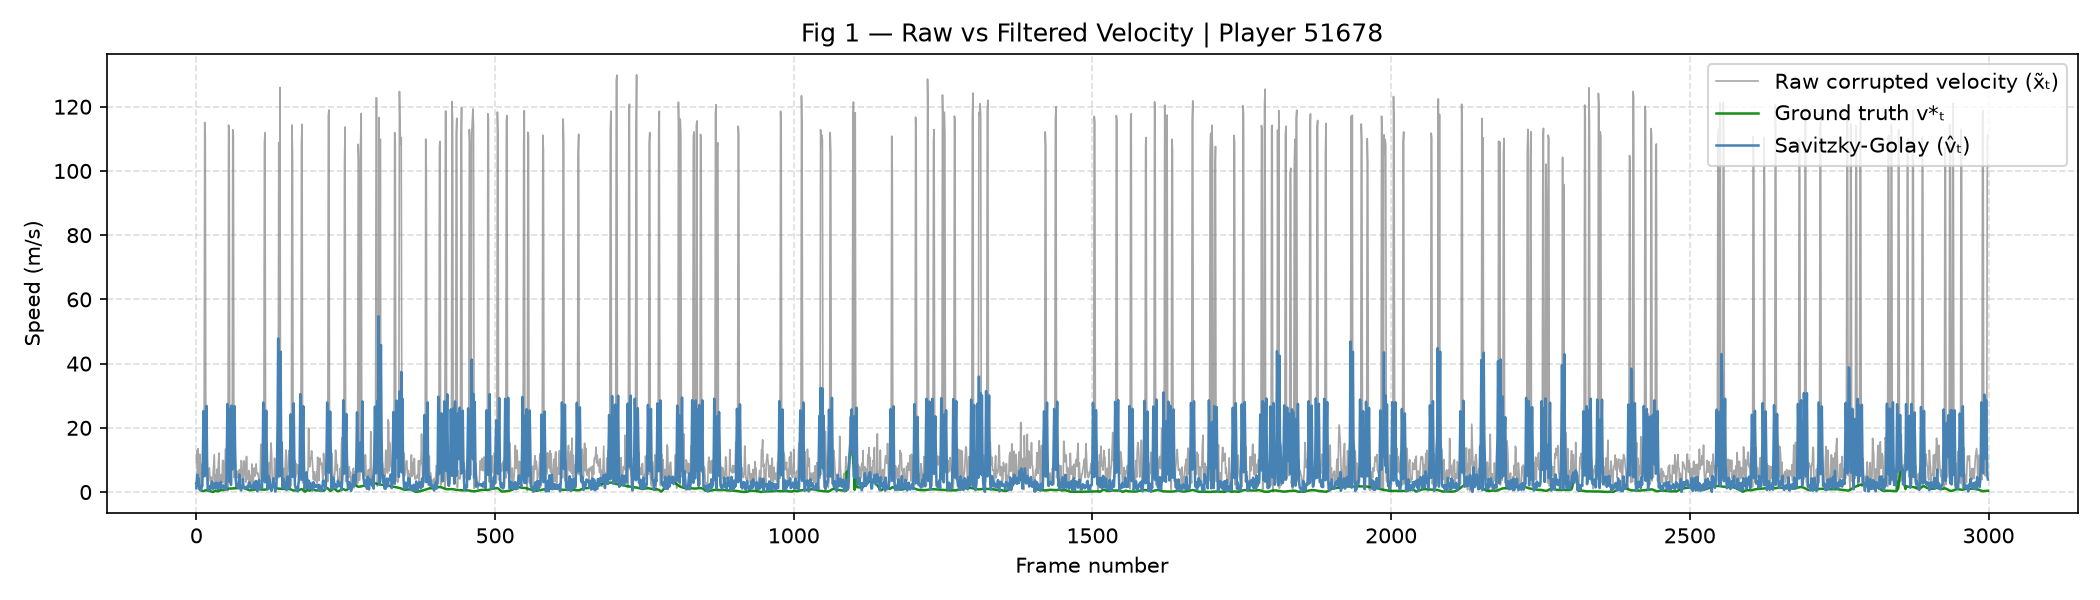 Fig 1 — Raw vs Filtered Velocity | Player 51678
Raw corrupted velocity (x̃ₜ)
Ground truth v*ₜ
Savitzky-Golay (v̂ₜ)
Speed (m/s)
120
100
80
60
40
20
0
0 500 1000 1500 2000 2500 3000
Frame number